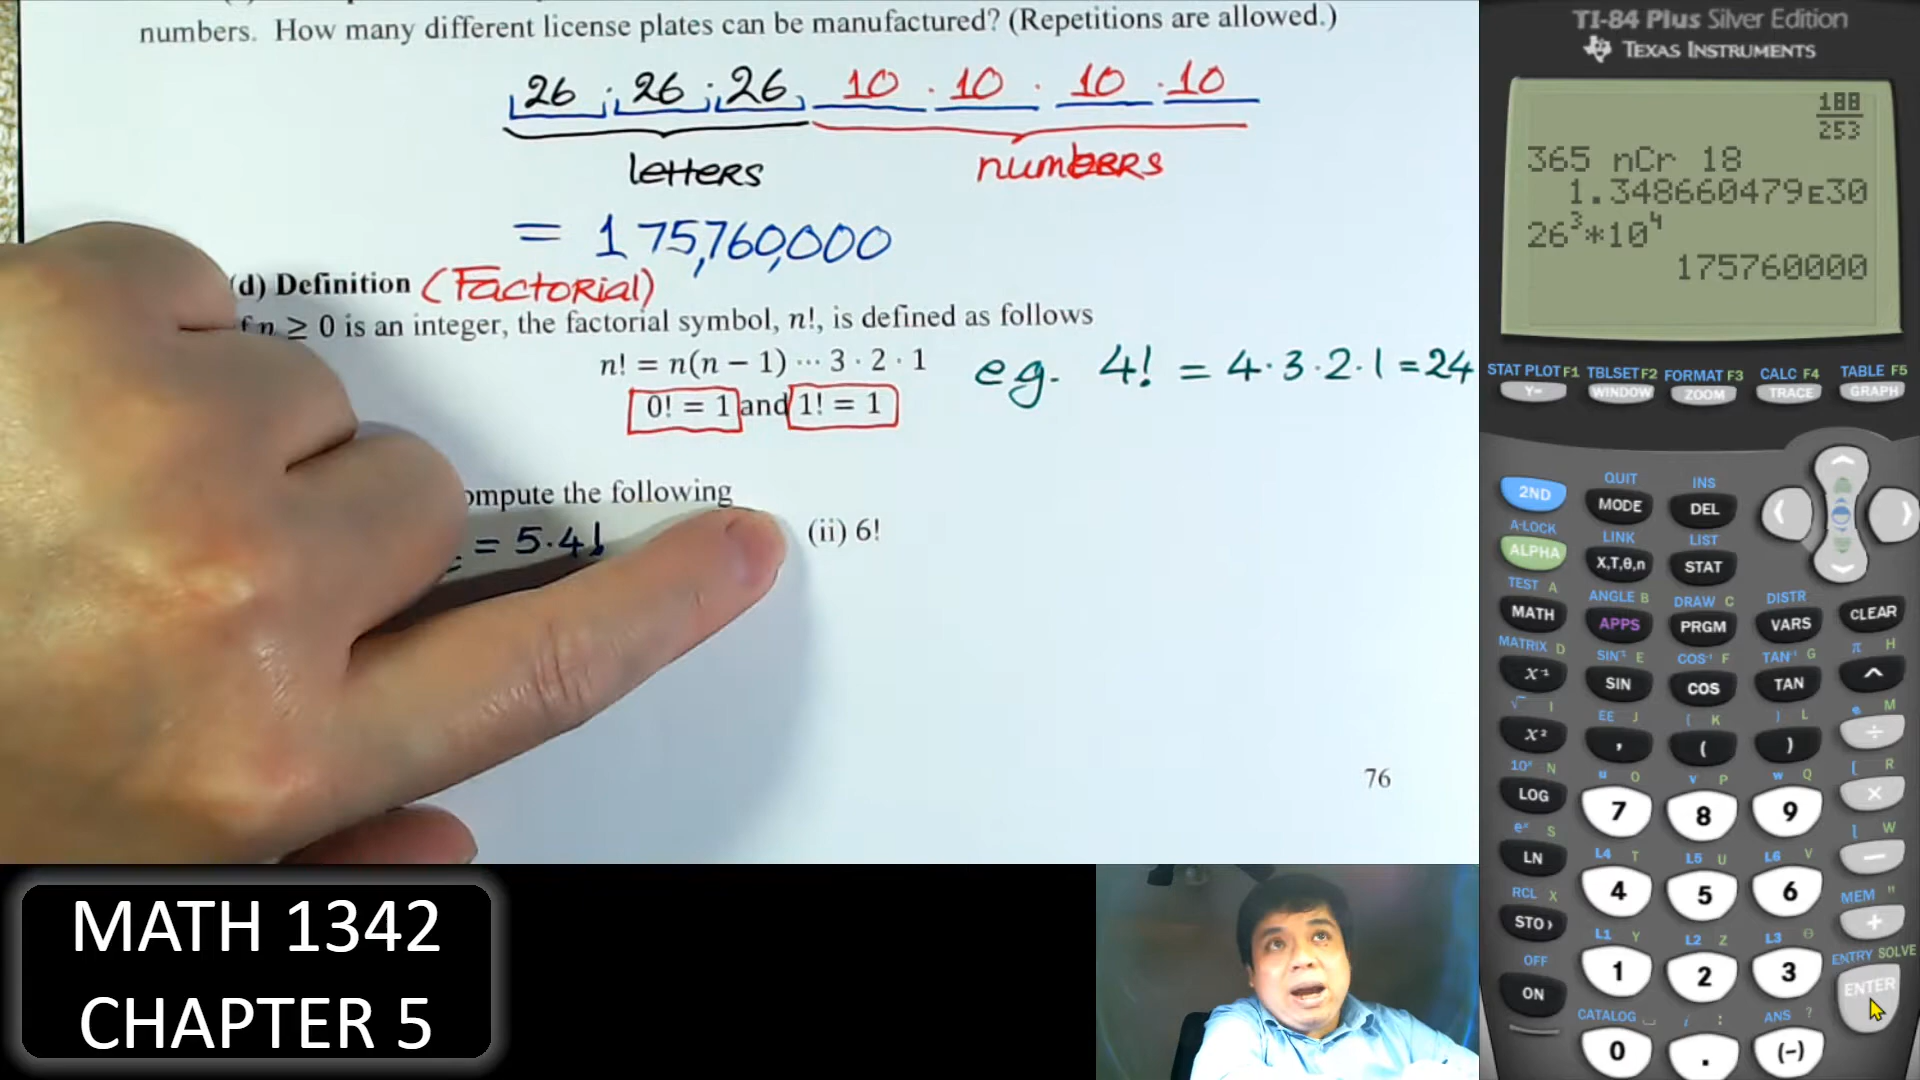 numbers. How many different license plates can be manufactured? (Repetitions are allowed.)
26 · 26 · 26 10 · 10 · 10 · 10
letters numbers
= 175,760,000
(d) Definition (Factorial)
n ≥ 0 is an integer, the factorial symbol, n!, is defined as follows
n! = n(n − 1) ··· 3 · 2 · 1 eg. 4! = 4·3·2·1 = 24
0! = 1 and 1! = 1
compute the following
= 5·4! (ii) 6!
76
MATH 1342
CHAPTER 5
TI-84 Plus Silver Edition
TEXAS INSTRUMENTS
188
253
365 nCr 18
1.348660479E30
26³*10⁴
175760000
STAT PLOT F1 TBLSET F2 FORMAT F3 CALC F4 TABLE F5
Y= WINDOW ZOOM TRACE GRAPH
QUIT INS
2ND MODE DEL
A-LOCK LINK LIST
ALPHA X,T,θ,n STAT
TEST A ANGLE B DRAW C DISTR
MATH APPS PRGM VARS CLEAR
MATRIX D SIN⁻¹ E COS⁻¹ F TAN⁻¹ G π H
X⁻¹ SIN COS TAN ^
√ I EE J { K } L e M
X² , ( ) ÷
10ˣ N u O v P w Q [ R
LOG 7 8 9 ×
eˣ S L4 T L5 U L6 V ] W
LN 4 5 6 −
RCL X L1 Y L2 Z L3 θ MEM "
STO› 1 2 3 +
OFF CATALOG ⎵ i : ANS ? ENTRY SOLVE
ON 0 . (-) ENTER